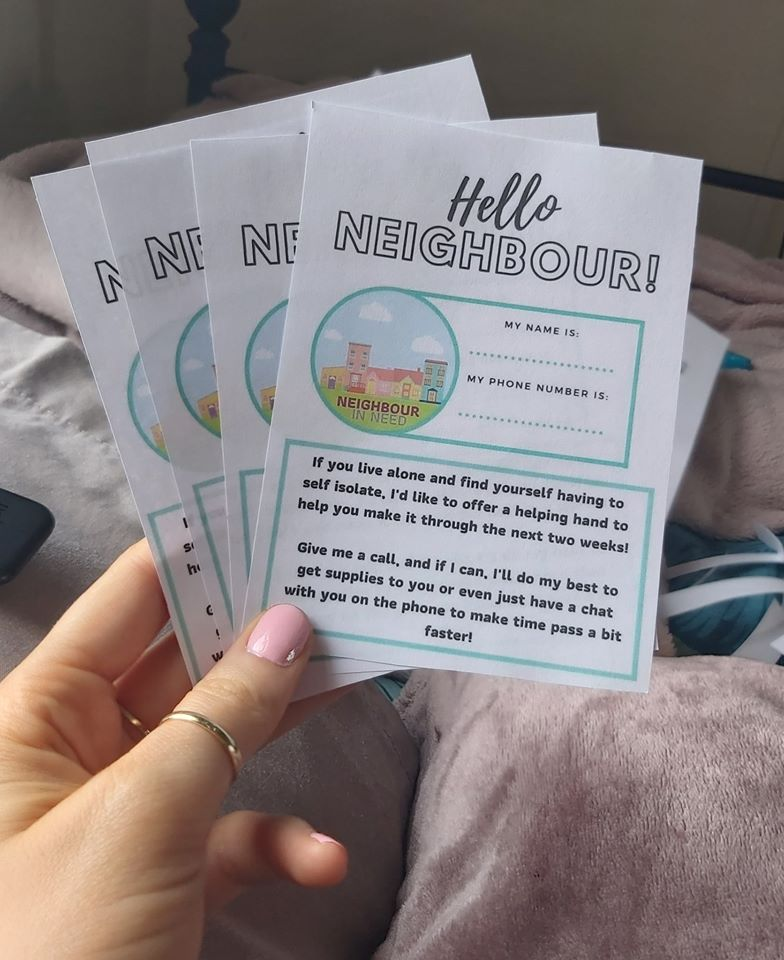 Hello
NEIGHBOUR!
MY NAME IS:
MY PHONE NUMBER IS:
NEIGHBOUR
IN NEED
If you live alone and find yourself having to
self isolate, I'd like to offer a helping hand to
help you make it through the next two weeks!
Give me a call, and if I can, I'll do my best to
get supplies to you or even just have a chat
with you on the phone to make time pass a bit
faster!
N
NE
NE